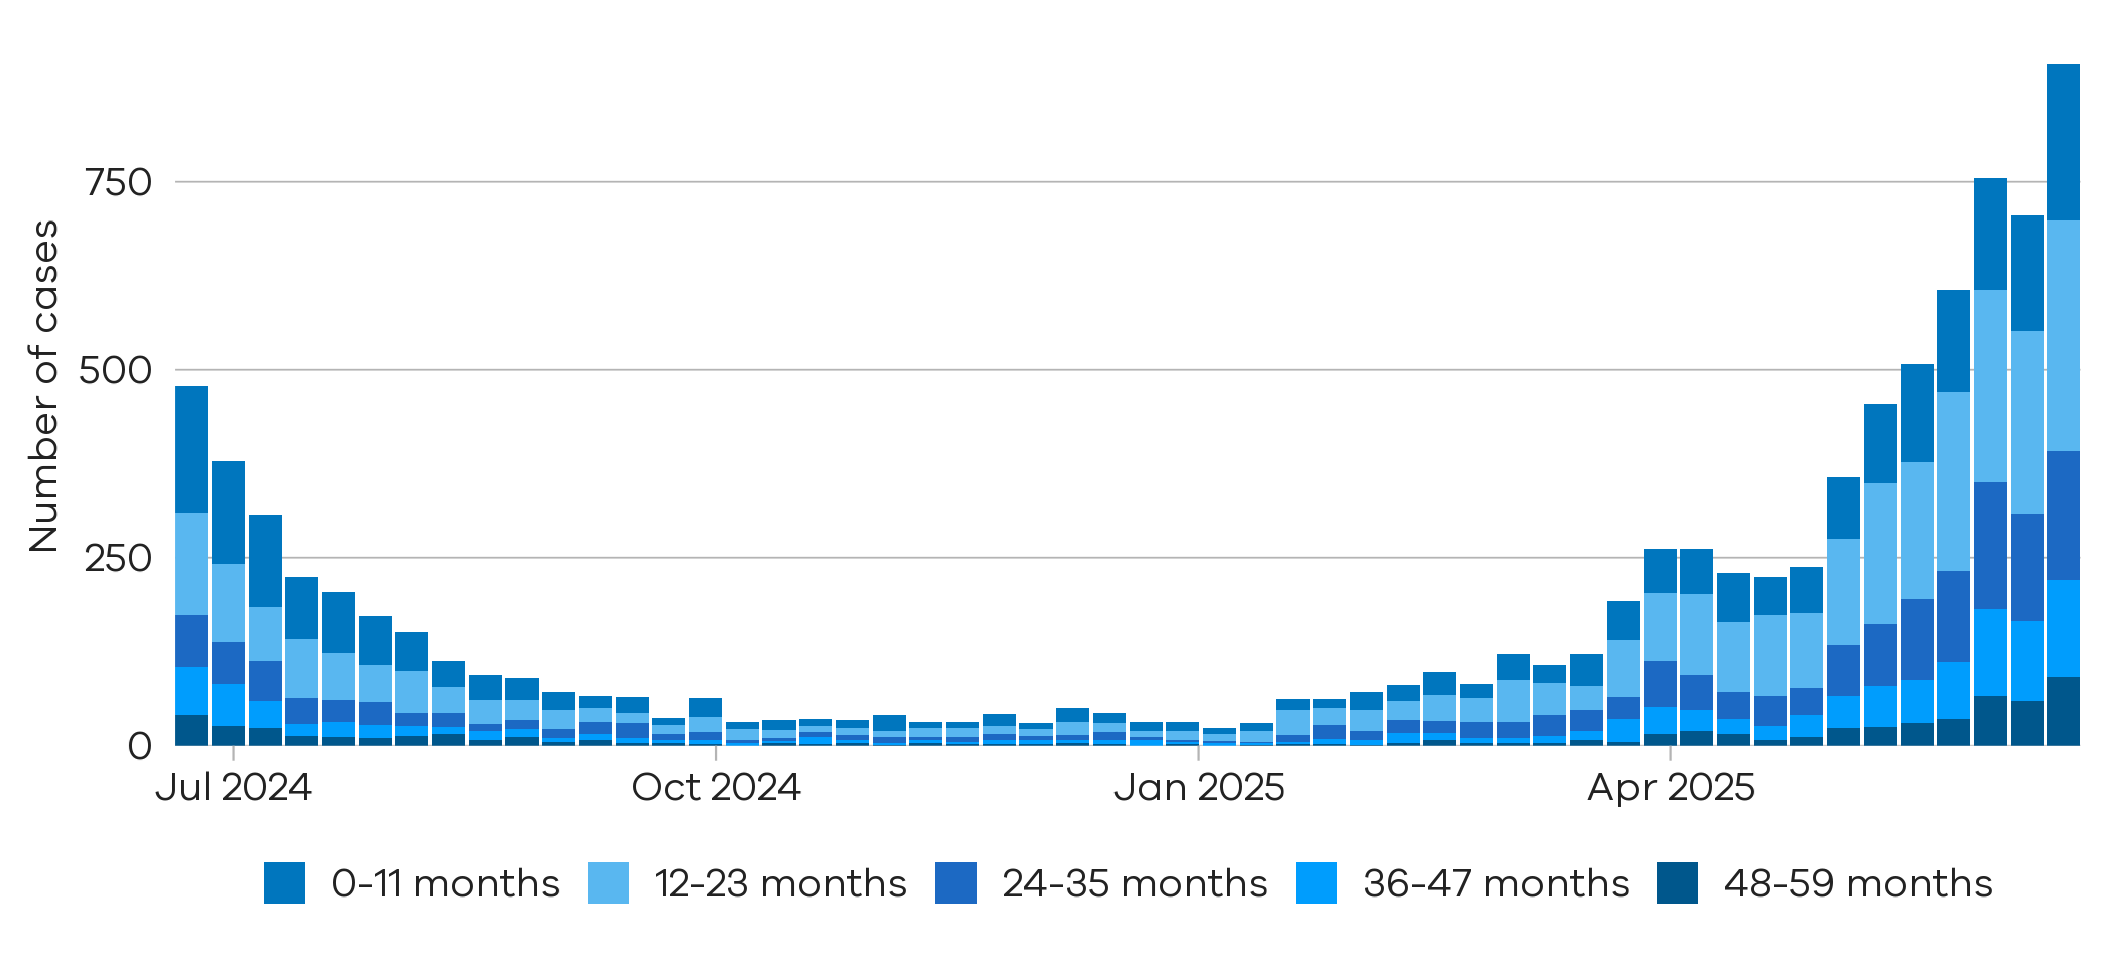 Number of cases
750
500
250
0
Jul 2024 Oct 2024 Jan 2025 Apr 2025
0-11 months 12-23 months 24-35 months 36-47 months 48-59 months